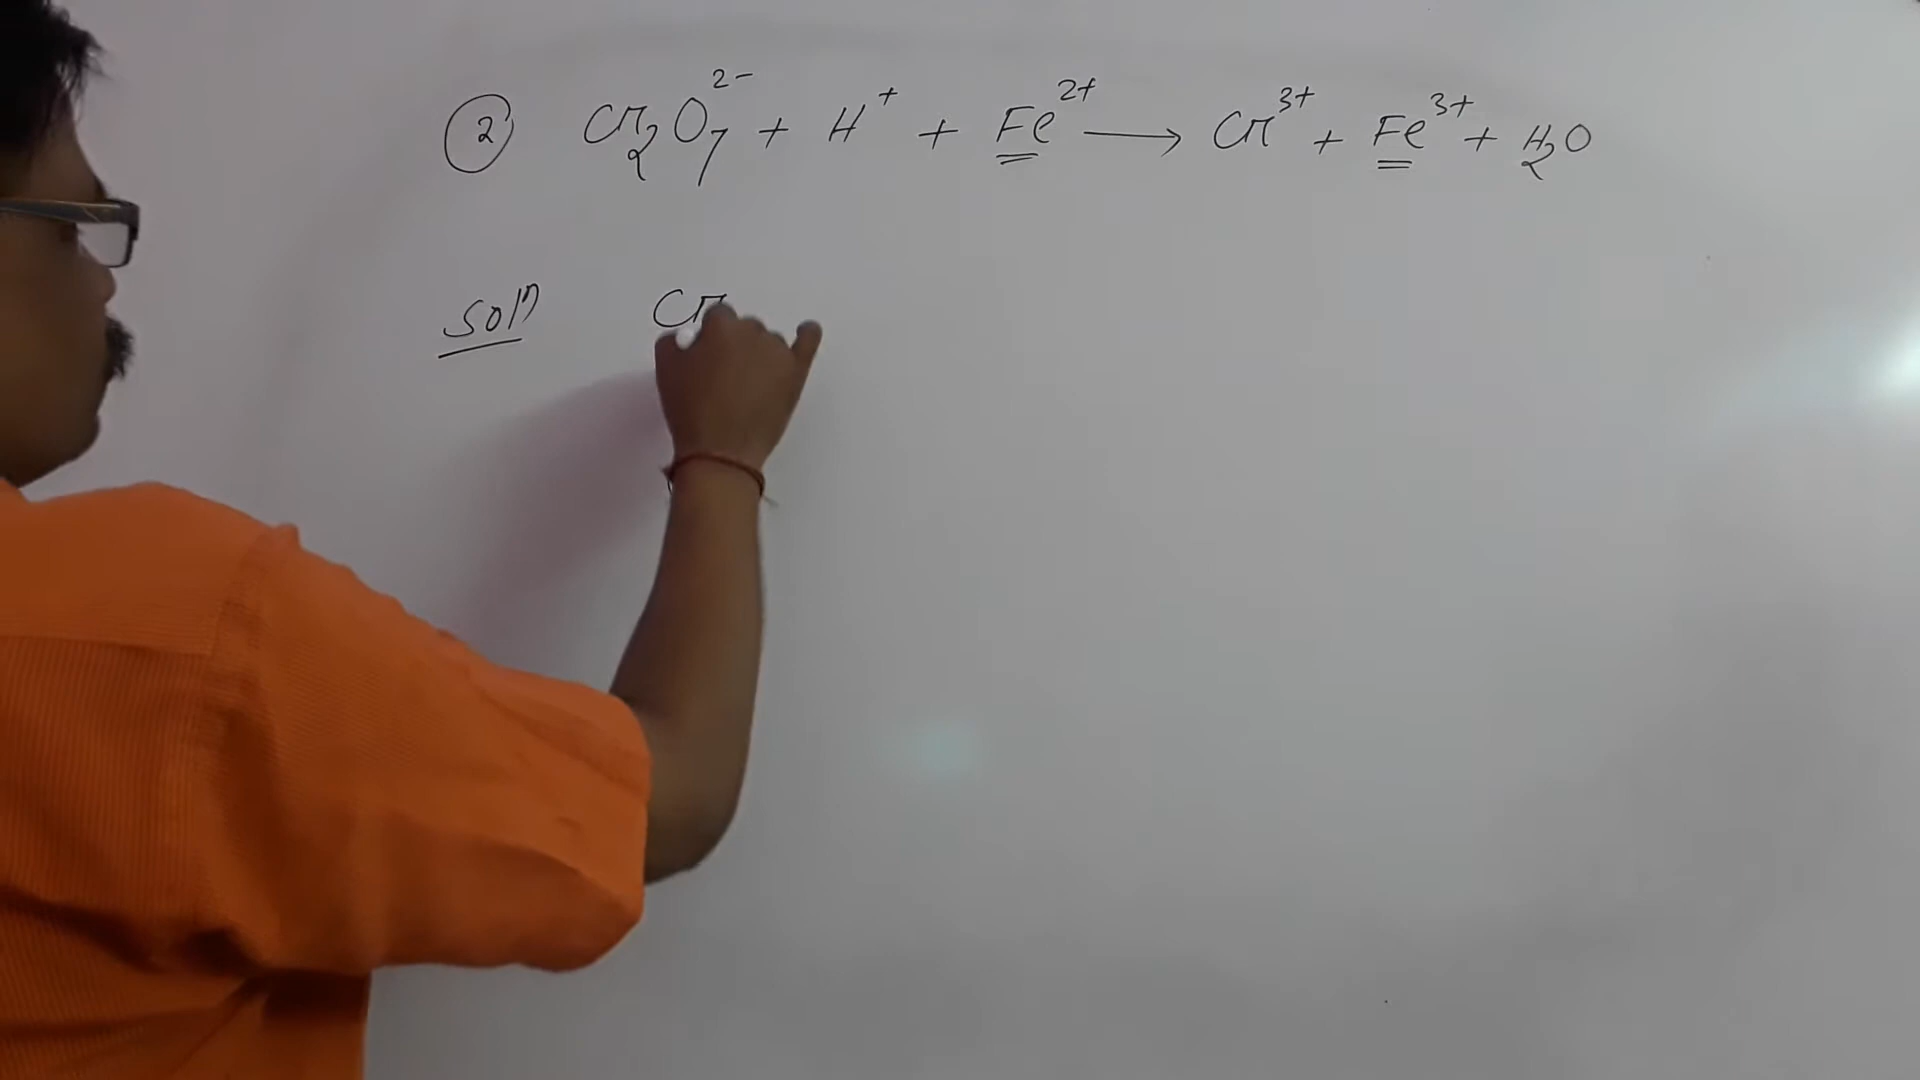 ② Cr₂O₇²⁻ + H⁺ + Fe²⁺ → Cr³⁺ + Fe³⁺ + H₂O
Solⁿ Cr